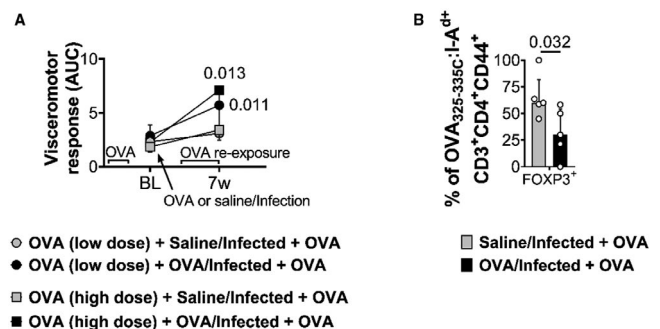 A
Visceromotor
response (AUC)
10
5
0
0.013
0.011
OVA
OVA re-exposure
BL
7w
OVA or saline/Infection
OVA (low dose) + Saline/Infected + OVA
OVA (low dose) + OVA/Infected + OVA
OVA (high dose) + Saline/Infected + OVA
OVA (high dose) + OVA/Infected + OVA
B
% of OVA325-335C:I-Ad+
CD3+CD4+CD44+
0.032
100
75
50
25
0
FOXP3+
Saline/Infected + OVA
OVA/Infected + OVA